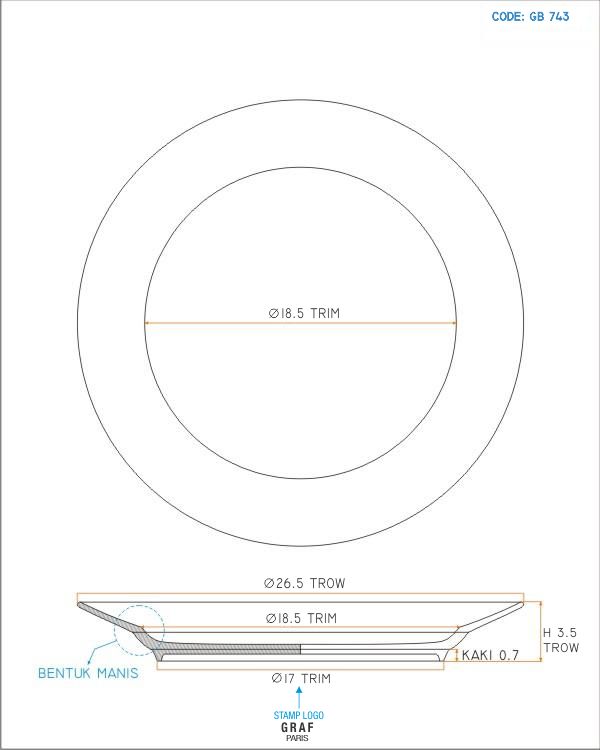 CODE: GB 743
Ø18.5 TRIM
Ø26.5 TROW
Ø18.5 TRIM
H 3.5
TROW
KAKI 0.7
BENTUK MANIS
Ø17 TRIM
STAMP LOGO
GRAF
PARIS